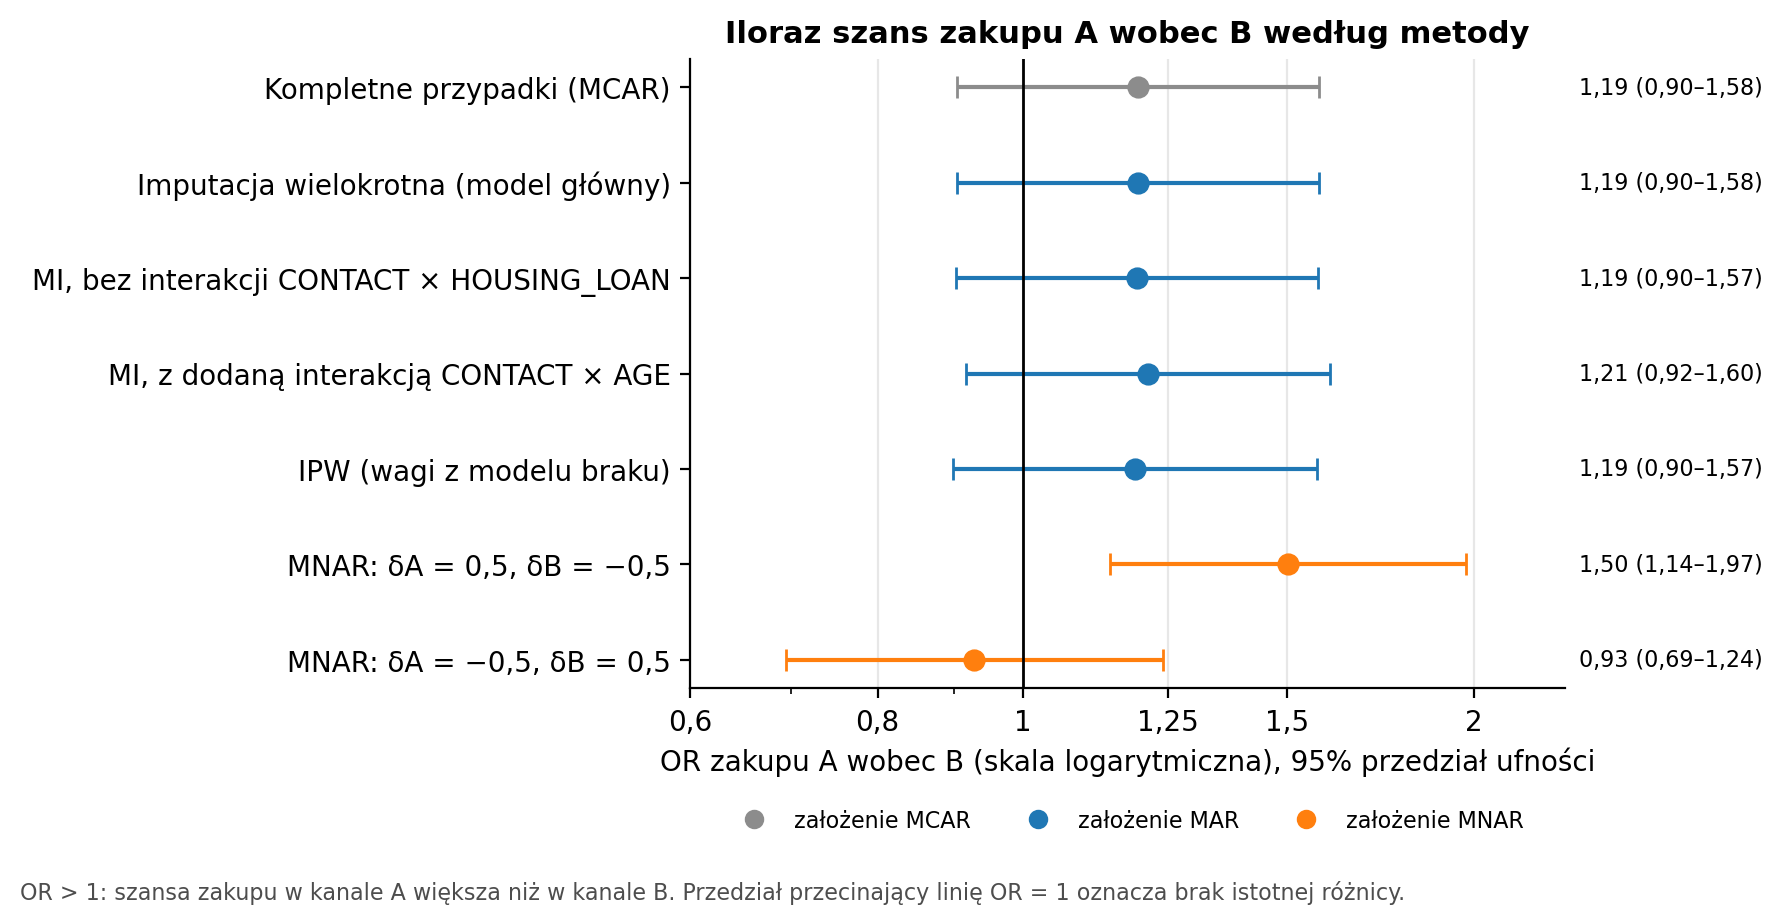 Iloraz szans zakupu A wobec B według metody
Kompletne przypadki (MCAR) 1,19 (0,90–1,58)
Imputacja wielokrotna (model główny) 1,19 (0,90–1,58)
MI, bez interakcji CONTACT × HOUSING_LOAN 1,19 (0,90–1,57)
MI, z dodaną interakcją CONTACT × AGE 1,21 (0,92–1,60)
IPW (wagi z modelu braku) 1,19 (0,90–1,57)
MNAR: δA = 0,5, δB = −0,5 1,50 (1,14–1,97)
MNAR: δA = −0,5, δB = 0,5 0,93 (0,69–1,24)
0,6 0,8 1 1,25 1,5 2
OR zakupu A wobec B (skala logarytmiczna), 95% przedział ufności
założenie MCAR założenie MAR założenie MNAR
OR > 1: szansa zakupu w kanale A większa niż w kanale B. Przedział przecinający linię OR = 1 oznacza brak istotnej różnicy.